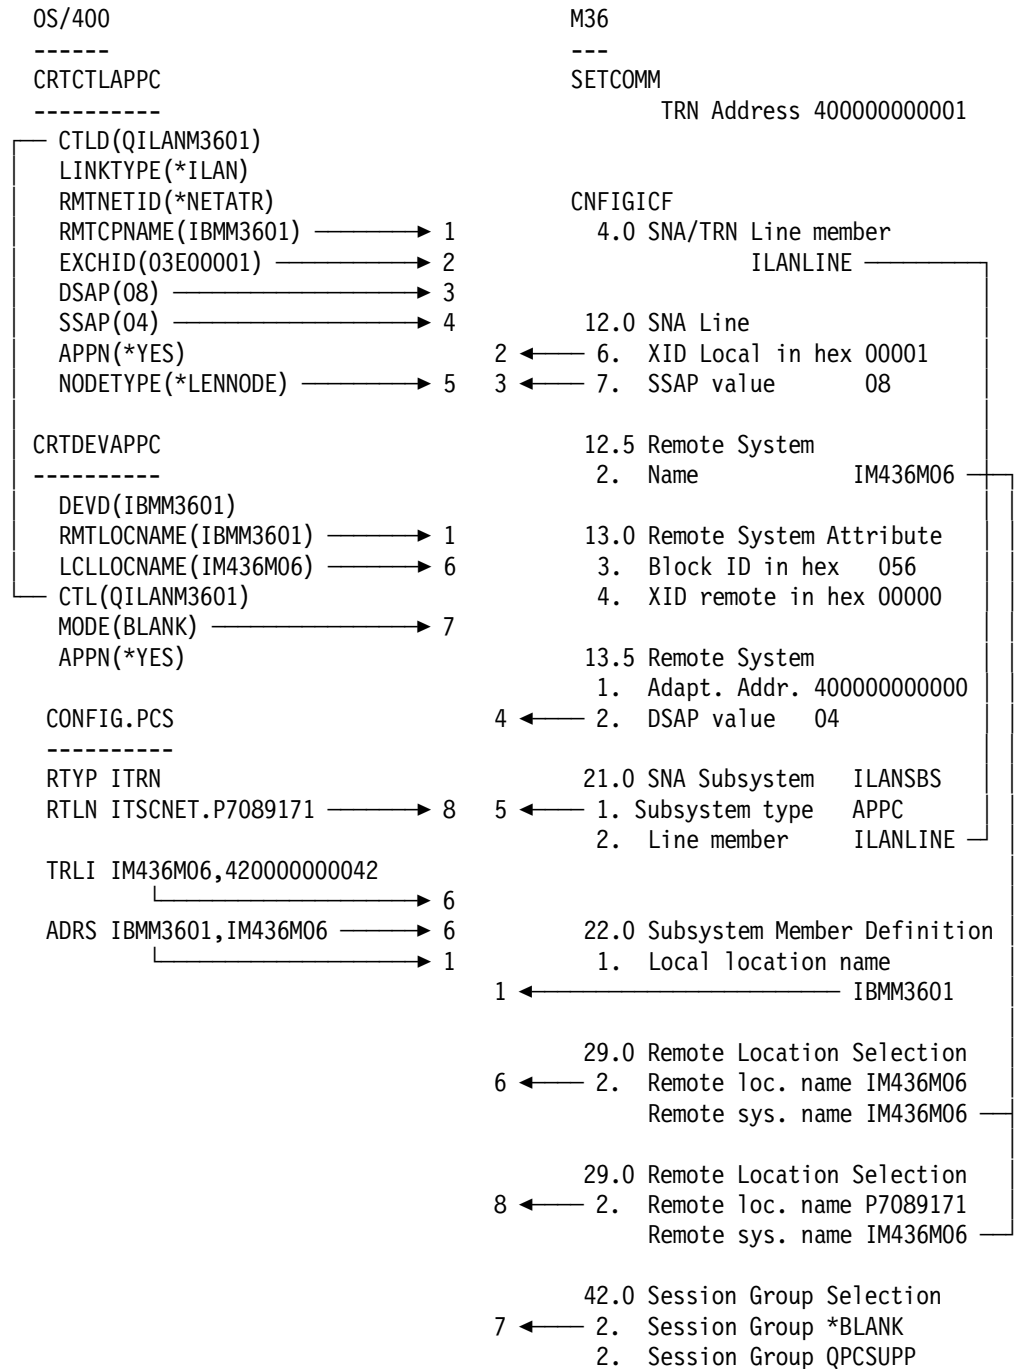 OS/400 M36
------ ---
CRTCTLAPPC SETCOMM
---------- TRN Address 400000000001
CTLD(QILANM3601)
LINKTYPE(*ILAN)
RMTNETID(*NETATR) CNFIGICF
RMTCPNAME(IBMM3601) 1 4.0 SNA/TRN Line member
EXCHID(03E00001) 2 ILANLINE
DSAP(08) 3
SSAP(04) 4 12.0 SNA Line
APPN(*YES) 2 6. XID Local in hex 00001
NODETYPE(*LENNODE) 5 3 7. SSAP value 08
CRTDEVAPPC 12.5 Remote System
---------- 2. Name IM436M06
DEVD(IBMM3601)
RMTLOCNAME(IBMM3601) 1 13.0 Remote System Attribute
LCLLOCNAME(IM436M06) 6 3. Block ID in hex 056
CTL(QILANM3601) 4. XID remote in hex 00000
MODE(BLANK) 7
APPN(*YES) 13.5 Remote System
1. Adapt. Addr. 400000000000
CONFIG.PCS 4 2. DSAP value 04
----------
RTYP ITRN 21.0 SNA Subsystem ILANSBS
RTLN ITSCNET.P7089171 8 5 1. Subsystem type APPC
2. Line member ILANLINE
TRLI IM436M06,420000000042
6
ADRS IBMM3601,IM436M06 6 22.0 Subsystem Member Definition
1 1. Local location name
1 IBMM3601
29.0 Remote Location Selection
6 2. Remote loc. name IM436M06
Remote sys. name IM436M06
29.0 Remote Location Selection
8 2. Remote loc. name P7089171
Remote sys. name IM436M06
42.0 Session Group Selection
7 2. Session Group *BLANK
2. Session Group QPCSUPP